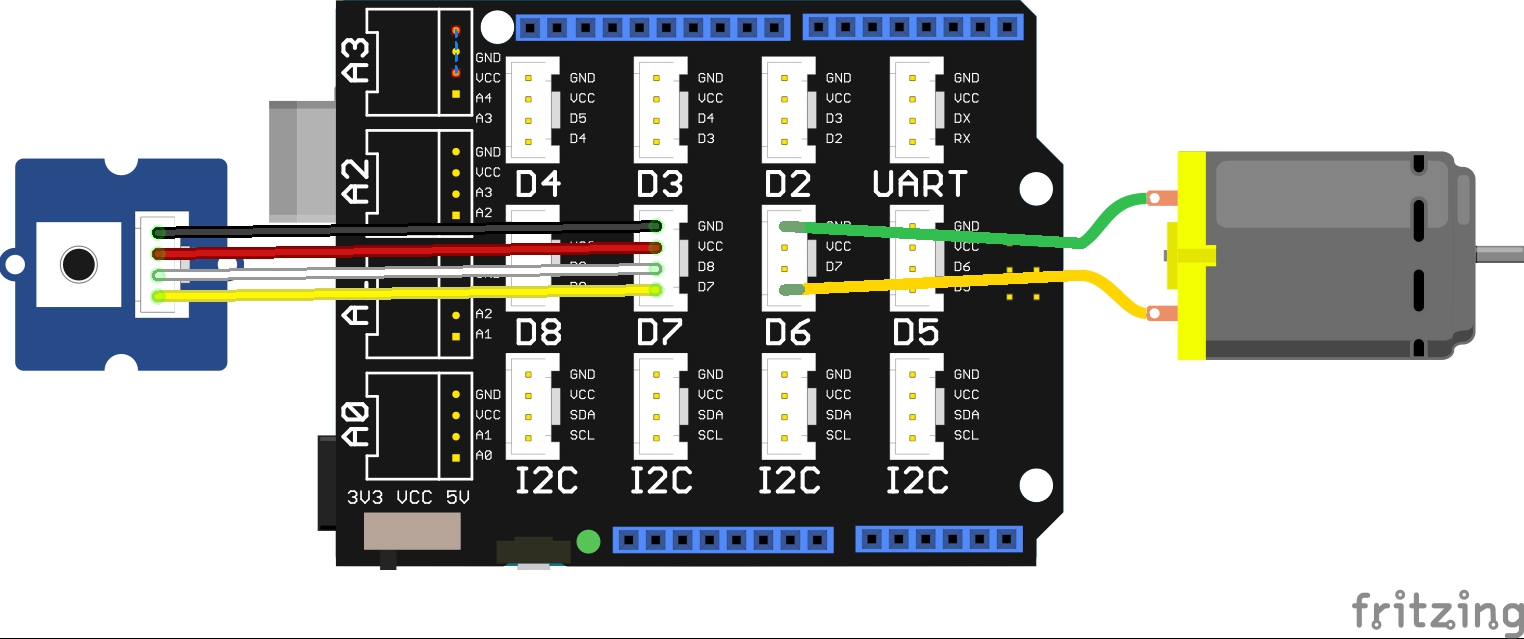 A3
GND
VCC
A4
A3
A2
GND
VCC
A3
A2
A
A2
A1
A0
GND
VCC
A1
A0
3V3 VCC 5V
GND
VCC
D5
D4
D4
GND
VCC
D4
D3
D3
GND
VCC
D3
D2
D2
GND
VCC
DX
RX
UART
D8
GND
VCC
D8
D7
D7
GND
VCC
D7
D6
GND
VCC
D6
D5
D5
GND
VCC
SDA
SCL
I2C
GND
VCC
SDA
SCL
I2C
GND
VCC
SDA
SCL
I2C
GND
VCC
SDA
SCL
I2C
fritzing